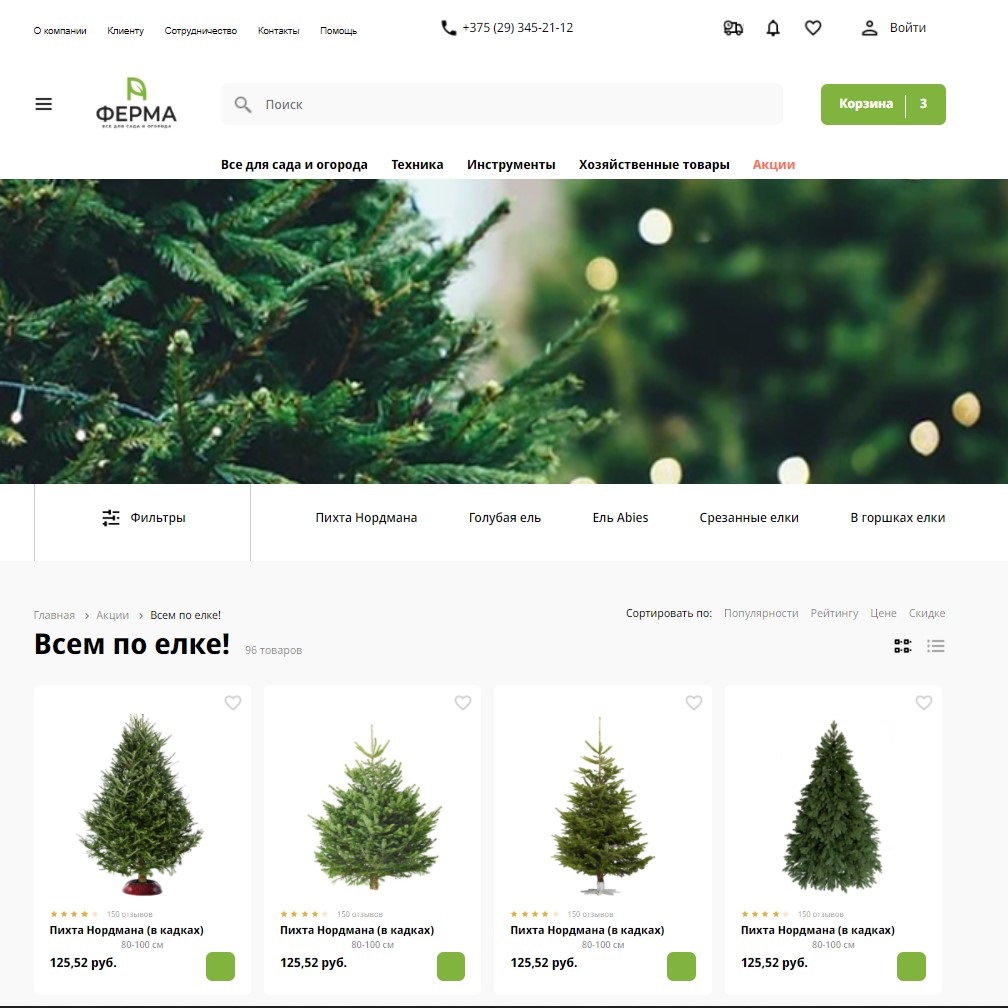 О компании Клиенту Сотрудничество Контакты Помощь +375 (29) 345-21-12 Войти
ФЕРМА
ВСЕ ДЛЯ САДА И ОГОРОДА
Поиск
Корзина 3
Все для сада и огорода Техника Инструменты Хозяйственные товары Акции
Фильтры Пихта Нордмана Голубая ель Ель Abies Срезанные елки В горшках елки
Главная > Акции > Всем по елке!
Сортировать по: Популярности Рейтингу Цене Скидке
Всем по елке! 96 товаров
150 отзывов
Пихта Нордмана (в кадках)
80-100 см
125,52 руб.
150 отзывов
Пихта Нордмана (в кадках)
80-100 см
125,52 руб.
150 отзывов
Пихта Нордмана (в кадках)
80-100 см
125,52 руб.
150 отзывов
Пихта Нордмана (в кадках)
80-100 см
125,52 руб.